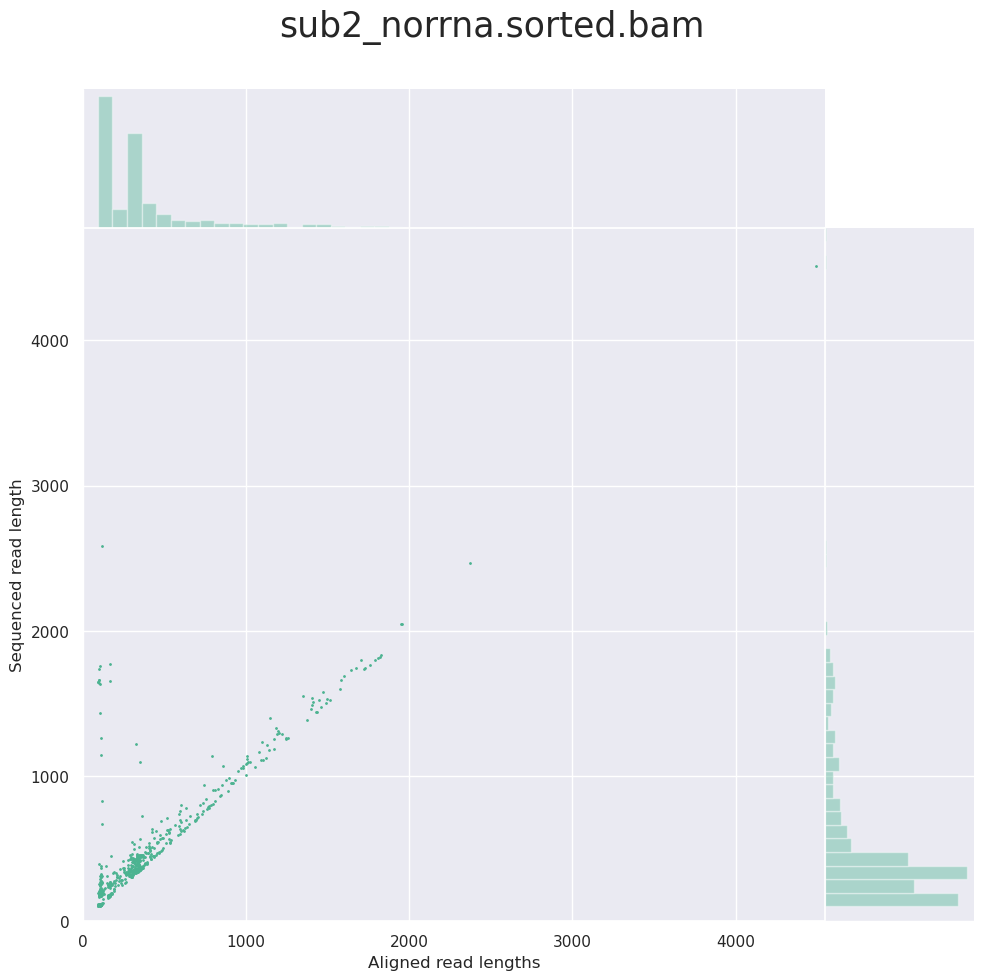 sub2_norrna.sorted.bam
4000
3000
2000
1000
0
Sequenced read length
0 1000 2000 3000 4000
Aligned read lengths